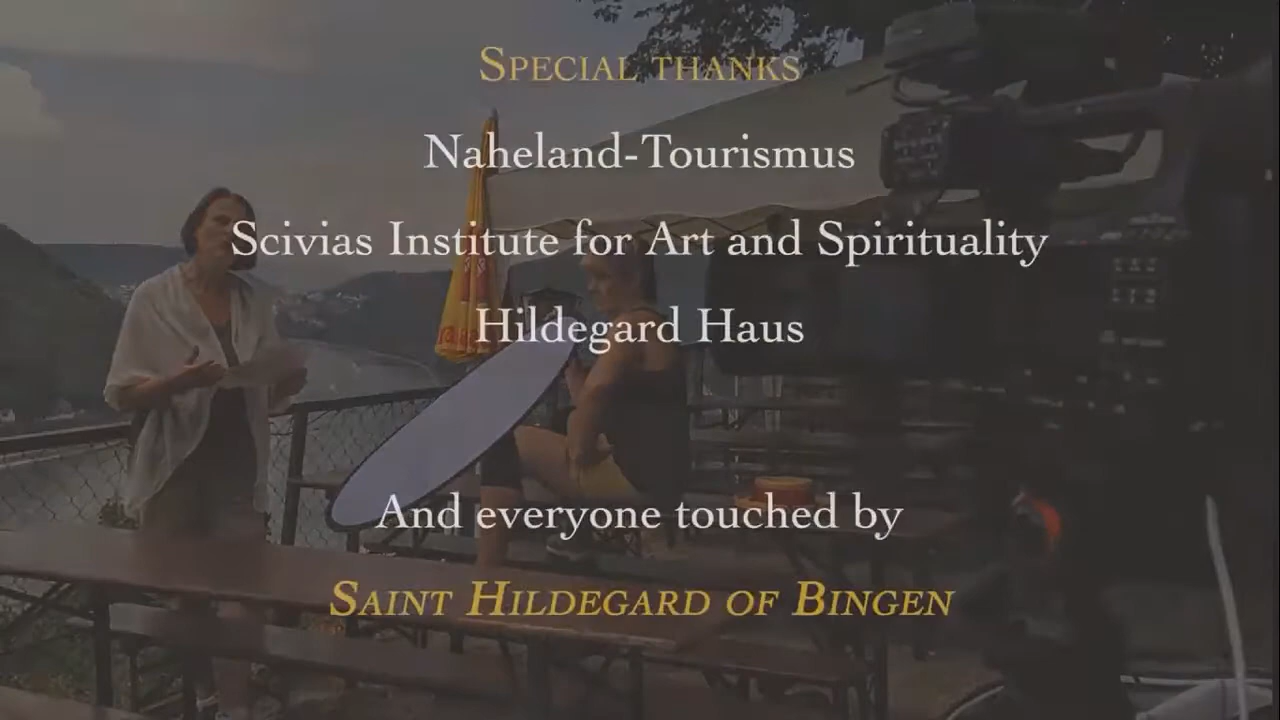 SPECIAL THANKS
Naheland-Tourismus
Scivias Institute for Art and Spirituality
Hildegard Haus
And everyone touched by
SAINT HILDEGARD OF BINGEN